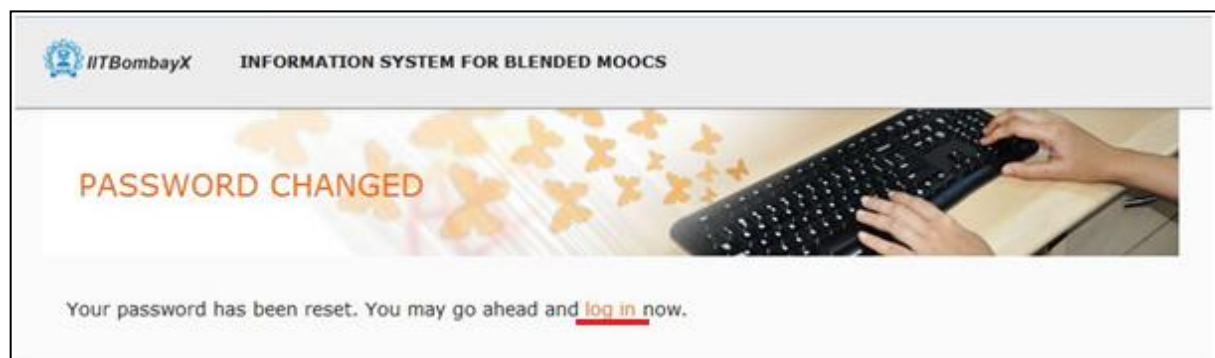 IITBombayX INFORMATION SYSTEM FOR BLENDED MOOCS
PASSWORD CHANGED
Your password has been reset. You may go ahead and log in now.